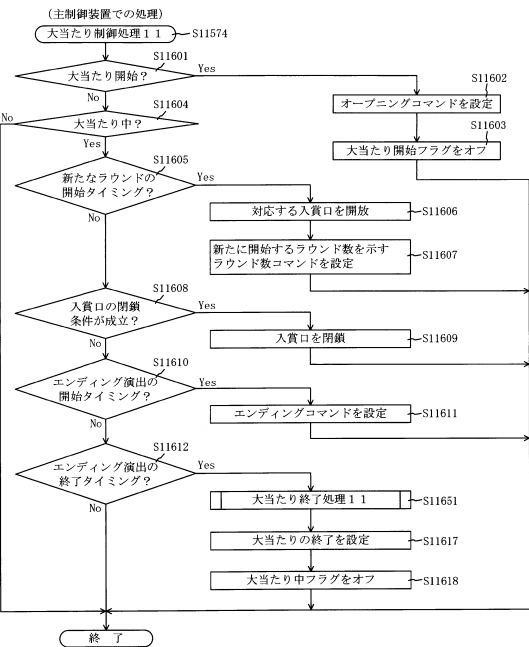 （主制御装置での処理）
大当たり制御処理１１
S11574
S11601
大当たり開始？
Yes
No
S11602
オープニングコマンドを設定
S11603
大当たり開始フラグをオフ
S11604
大当たり中？
No
Yes
S11605
新たなラウンドの
開始タイミング？
Yes
No
対応する入賞口を開放
S11606
新たに開始するラウンド数を示す
ラウンド数コマンドを設定
S11607
S11608
入賞口の閉鎖
条件が成立？
Yes
No
入賞口を閉鎖
S11609
S11610
エンディング演出の
開始タイミング？
Yes
No
エンディングコマンドを設定
S11611
S11612
エンディング演出の
終了タイミング？
Yes
No
大当たり終了処理１１
S11651
大当たりの終了を設定
S11617
大当たり中フラグをオフ
S11618
終　了